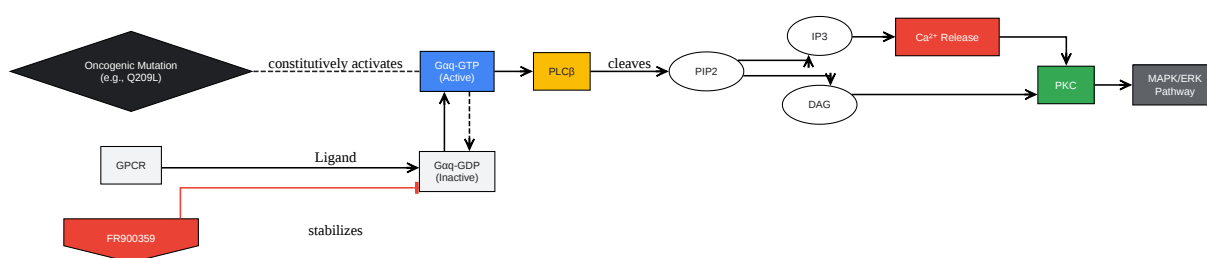 IP3
Ca²⁺ Release
Oncogenic Mutation
(e.g., Q209L)
constitutively activates
Gαq-GTP
(Active)
PLCβ
cleaves
PIP2
DAG
PKC
MAPK/ERK
Pathway
GPCR
Ligand
Gαq-GDP
(Inactive)
FR900359
stabilizes